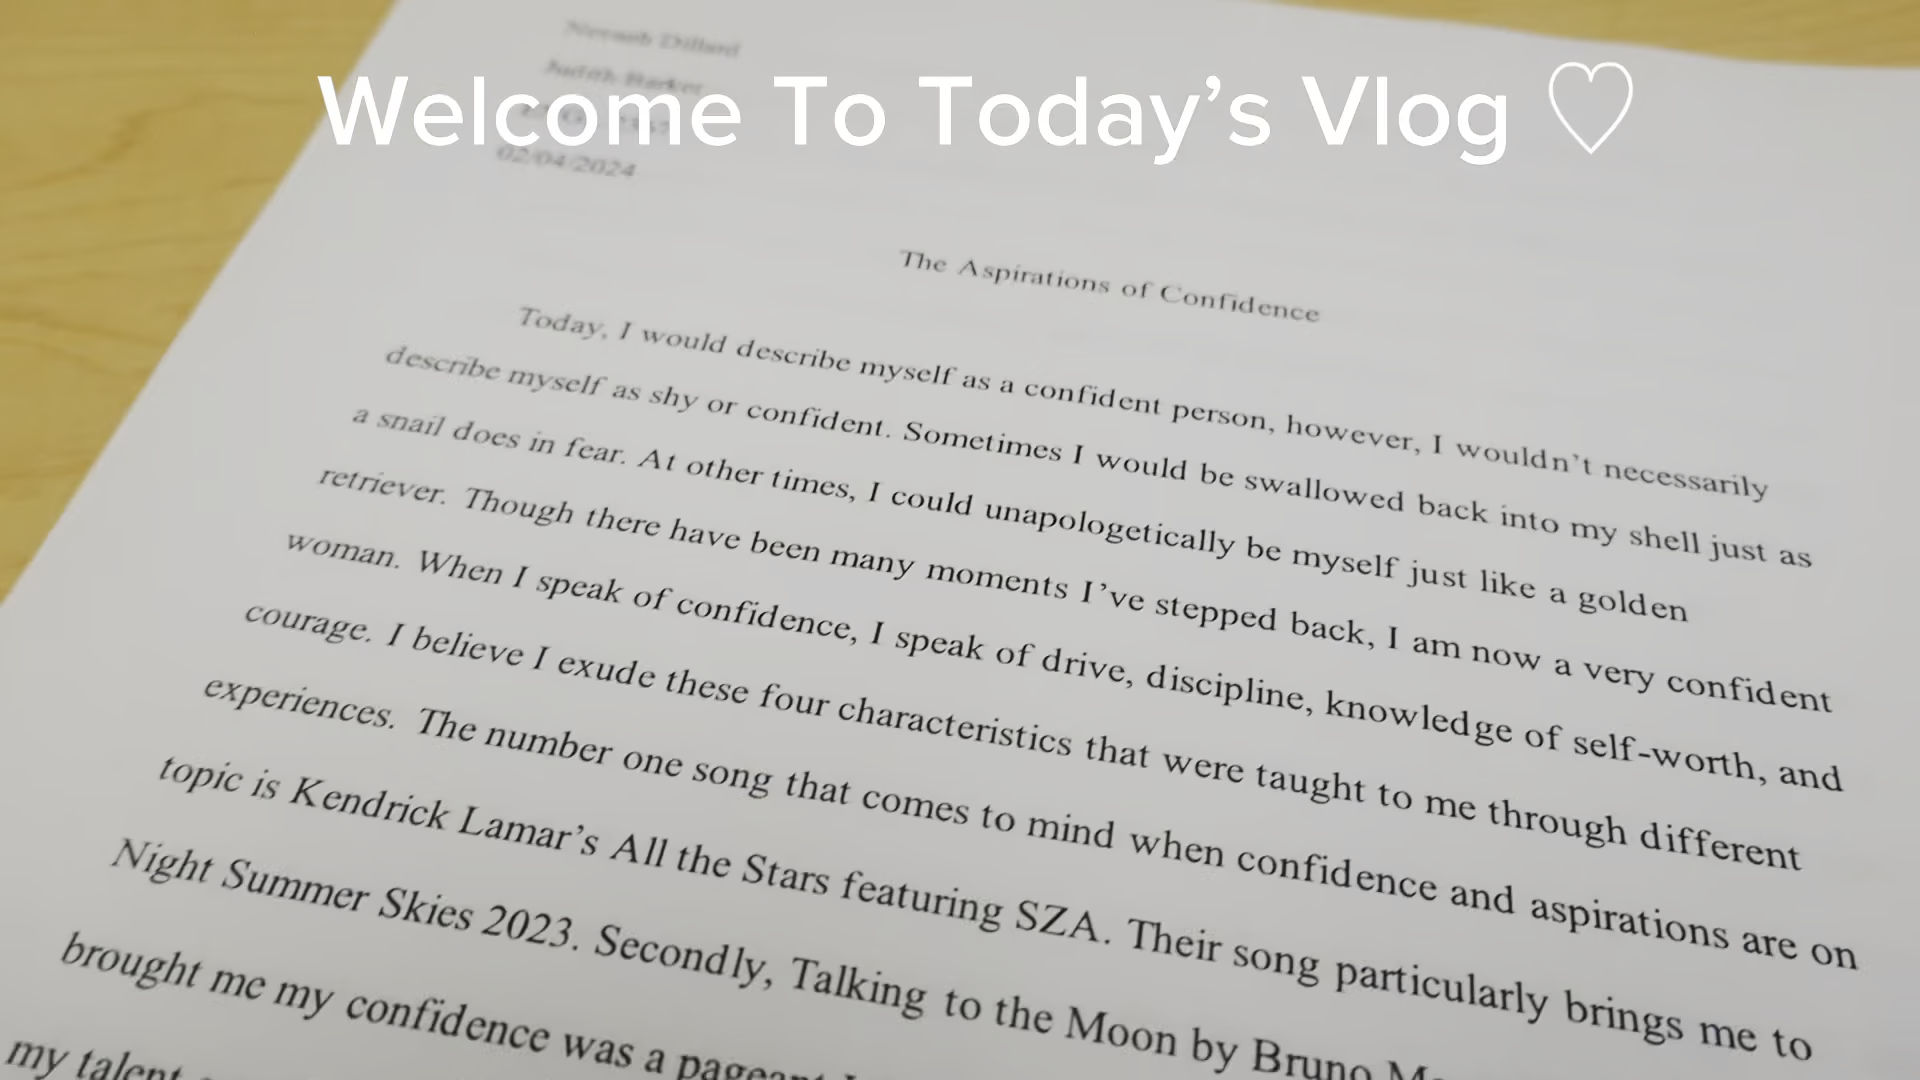 Welcome To Today's Vlog ♡
Dillard
Judith
02/04/2024
The Aspirations of Confidence
Today, I would describe myself as a confident person, however, I wouldn't necessarily
describe myself as shy or confident. Sometimes I would be swallowed back into my shell just as
a snail does in fear. At other times, I could unapologetically be myself just like a golden
retriever. Though there have been many moments I've stepped back, I am now a very confident
woman. When I speak of confidence, I speak of drive, discipline, knowledge of self-worth, and
courage. I believe I exude these four characteristics that were taught to me through different
experiences. The number one song that comes to mind when confidence and aspirations are on
topic is Kendrick Lamar's All the Stars featuring SZA. Their song particularly brings me to
Night Summer Skies 2023. Secondly, Talking to the Moon by Bruno
brought me my confidence was a
my talent